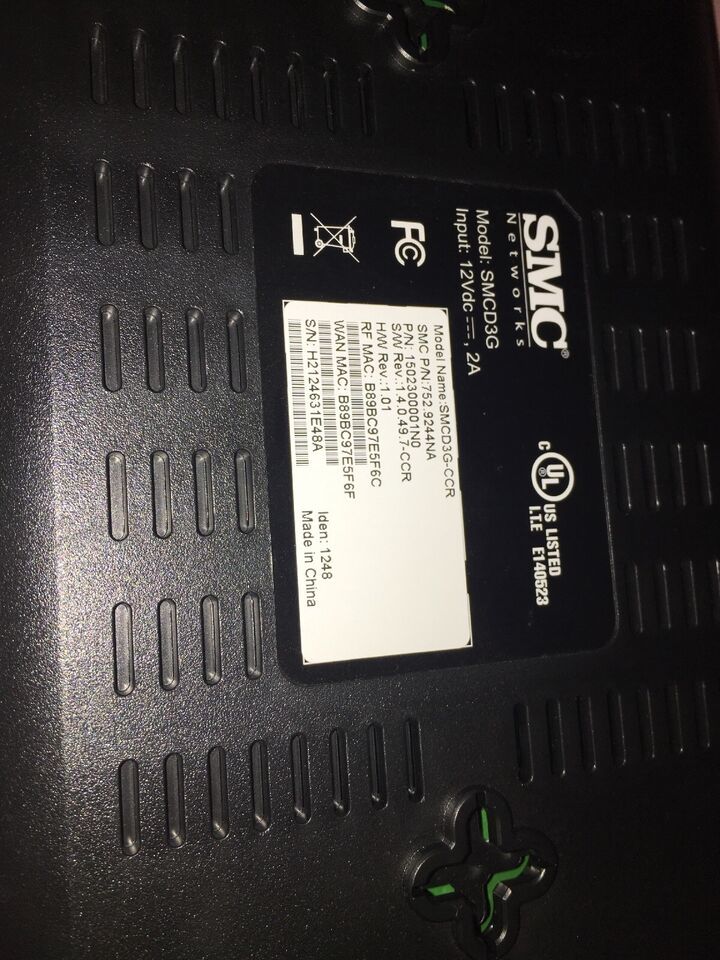 SMC®
Networks
Model: SMCD3G
Input: 12Vdc ⎓, 2A
FC
C UL® US LISTED
I.T.E E140523
Model Name:SMCD3G-CCR
SMC P/N:752.9244NA
P/N: 1502300001N0
S/W Rev.:1.4.0.49.7-CCR
H/W Rev.:1.01
RF MAC: B89BC97E5F6C
WAN MAC: B89BC97E5F6F
S/N: H2124631E48A
Iden: 1248
Made in China